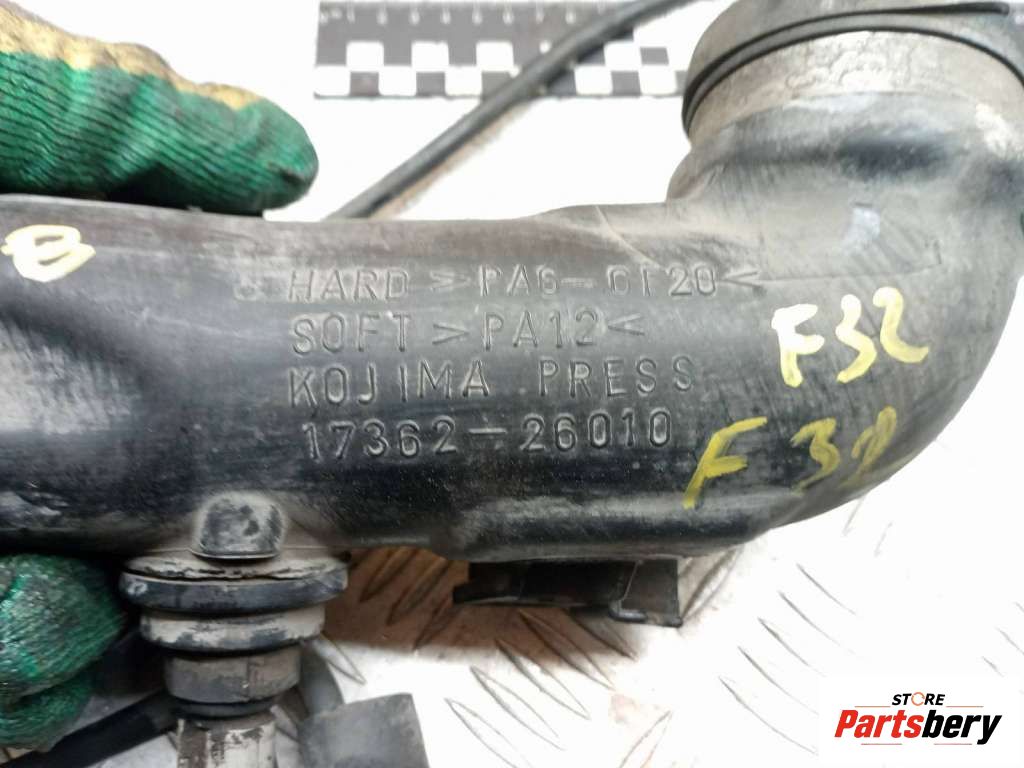 B
HARD >PA6-GF20<
SOFT >PA12<
KOJIMA PRESS
17362-26010
F32
F32
STORE
Partsbery